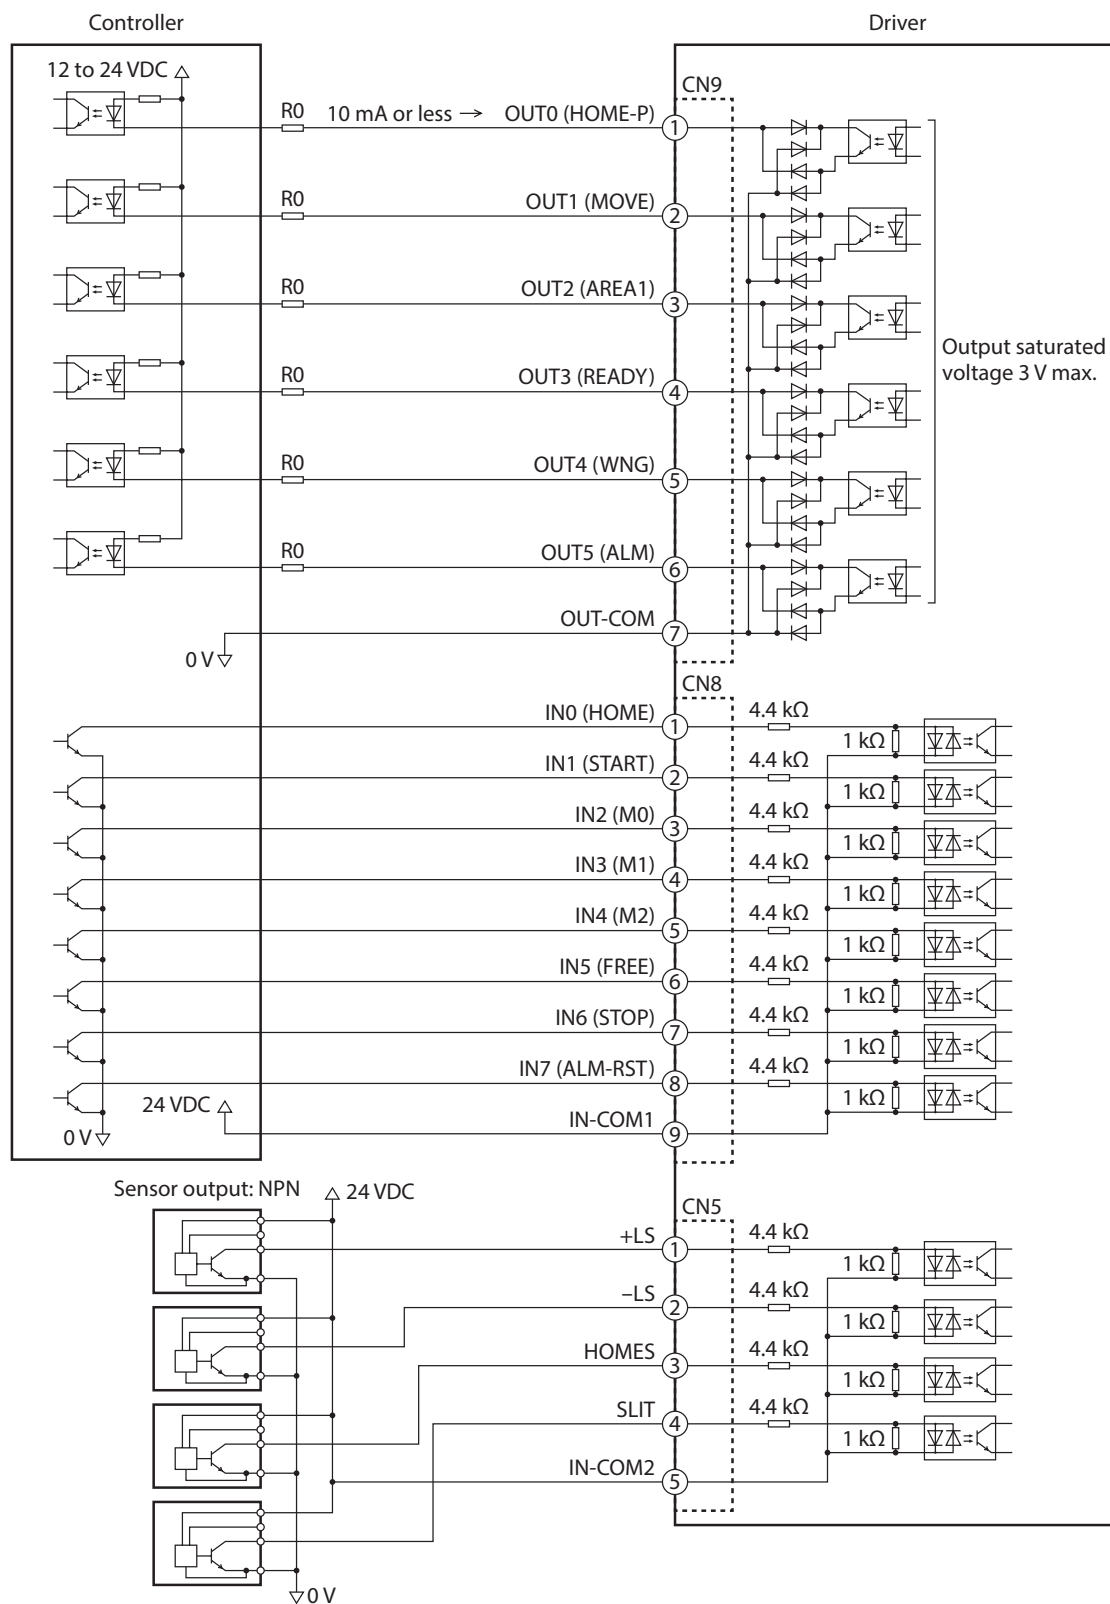 Controller
Driver
12 to 24 VDC
CN9
R0
10 mA or less →
OUT0 (HOME-P)
1
R0
OUT1 (MOVE)
2
R0
OUT2 (AREA1)
3
Output saturated
voltage 3 V max.
R0
OUT3 (READY)
4
R0
OUT4 (WNG)
5
R0
OUT5 (ALM)
6
OUT-COM
7
0 V
CN8
IN0 (HOME)
1
4.4 kΩ
1 kΩ
IN1 (START)
2
4.4 kΩ
1 kΩ
IN2 (M0)
3
4.4 kΩ
1 kΩ
IN3 (M1)
4
4.4 kΩ
1 kΩ
IN4 (M2)
5
4.4 kΩ
1 kΩ
IN5 (FREE)
6
4.4 kΩ
1 kΩ
IN6 (STOP)
7
4.4 kΩ
1 kΩ
IN7 (ALM-RST)
8
4.4 kΩ
1 kΩ
24 VDC
IN-COM1
9
0 V
Sensor output: NPN
24 VDC
CN5
+LS
1
4.4 kΩ
1 kΩ
–LS
2
4.4 kΩ
1 kΩ
HOMES
3
4.4 kΩ
1 kΩ
SLIT
4
4.4 kΩ
1 kΩ
IN-COM2
5
0 V